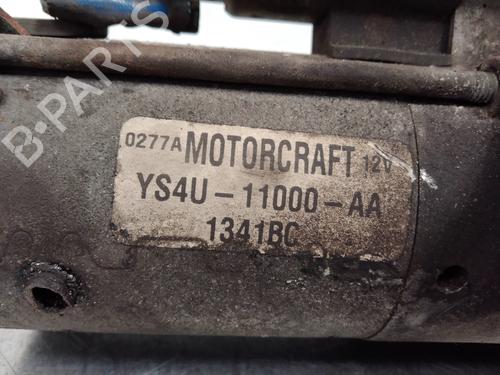 0277A MOTORCRAFT 12V
YS4U-11000-AA
1341BC
B-PARTS